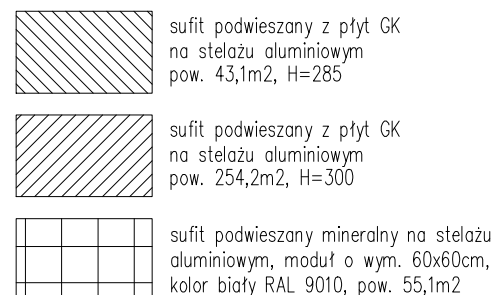 sufit podwieszany z płyt GK
na stelażu aluminiowym
pow. 43,1m2, H=285
sufit podwieszany z płyt GK
na stelażu aluminiowym
pow. 254,2m2, H=300
sufit podwieszany mineralny na stelażu
aluminiowym, moduł o wym. 60x60cm,
kolor biały RAL 9010, pow. 55,1m2